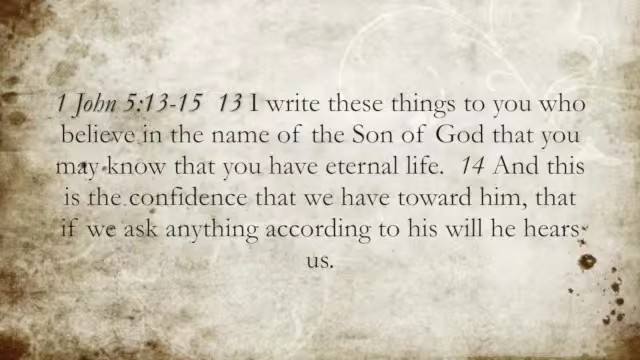 1 John 5:13-15  13 I write these things to you who
believe in the name of the Son of God that you
may know that you have eternal life.  14 And this
is the confidence that we have toward him, that
if we ask anything according to his will he hears
us.